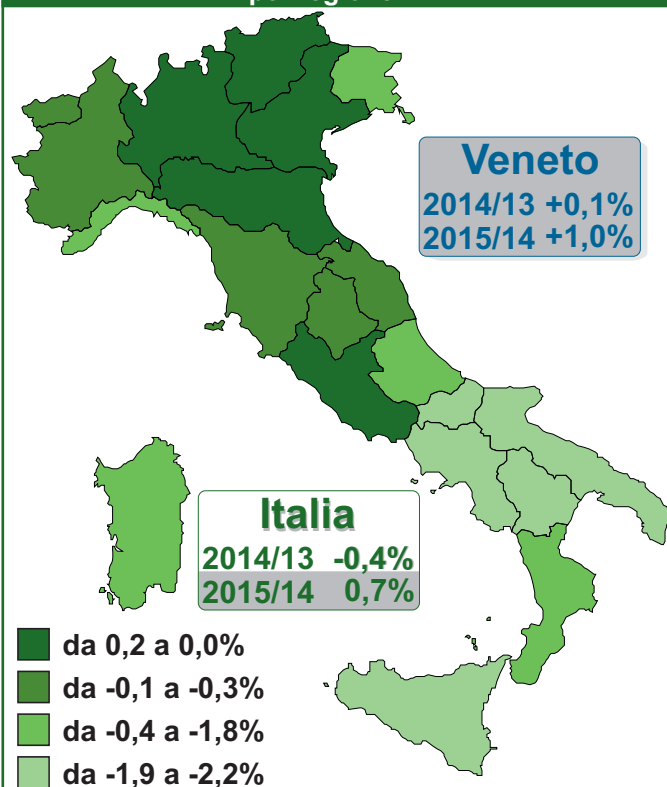 Veneto
2014/13 +0,1%
2015/14 +1,0%
Italia
2014/13 -0,4%
2015/14 0,7%
da 0,2 a 0,0%
da -0,1 a -0,3%
da -0,4 a -1,8%
da -1,9 a -2,2%